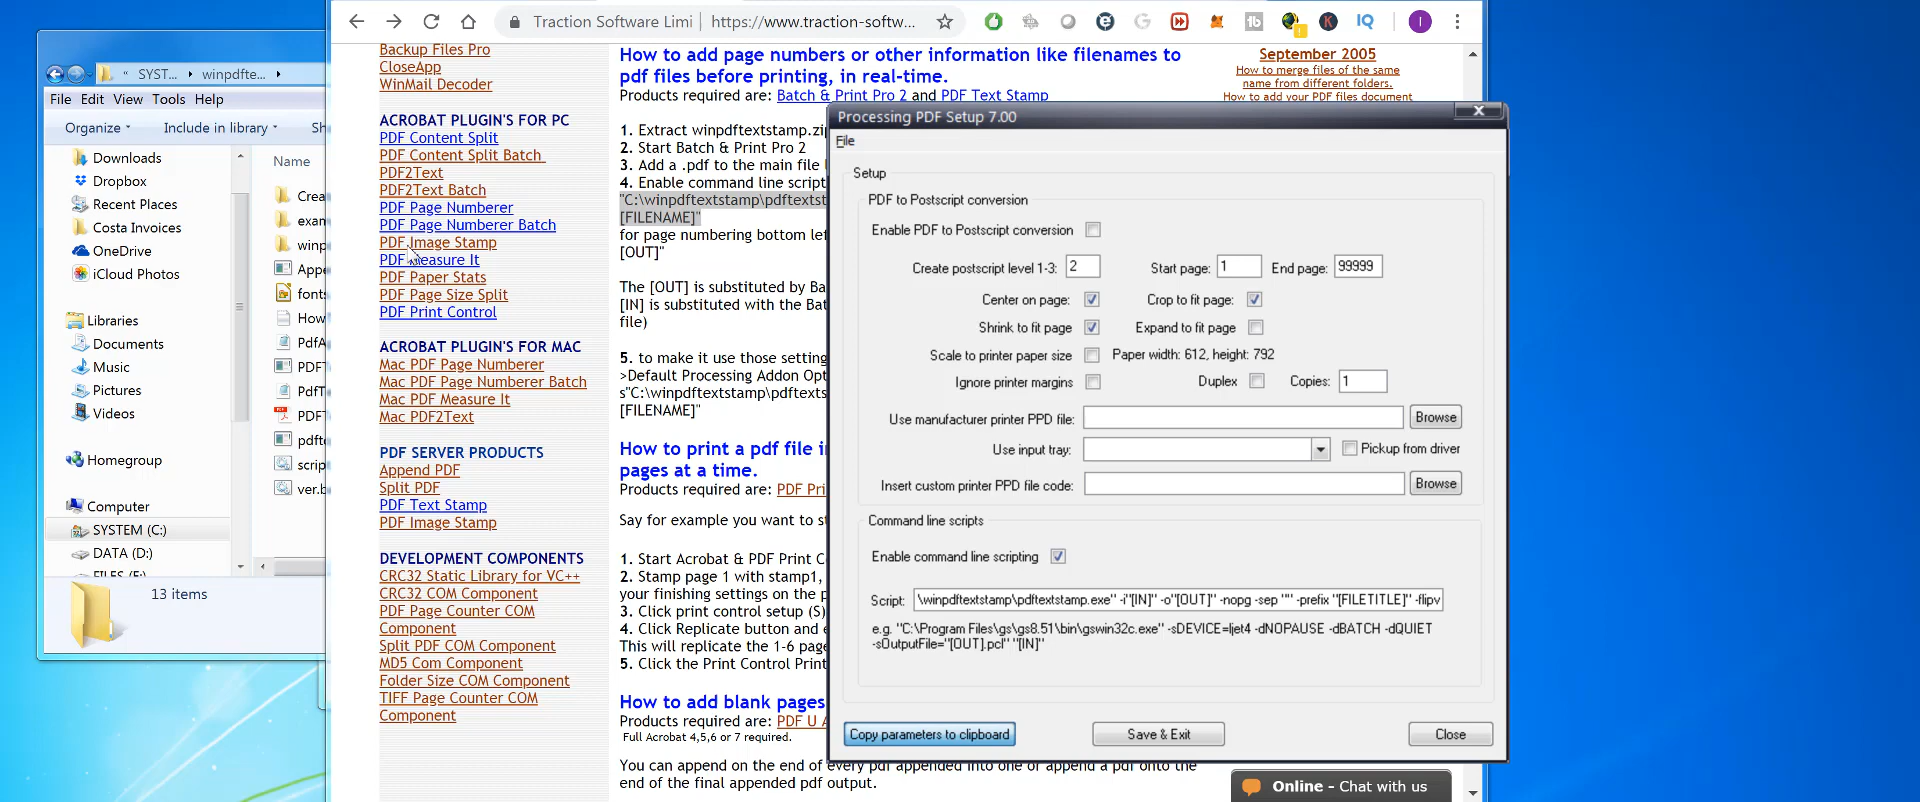 Traction Software Limi
https://www.traction-softw...
IQ
I
SYST...
winpdfte...
File Edit View Tools Help
Organize
Include in library
Sh
Downloads
Dropbox
Recent Places
Costa Invoices
OneDrive
iCloud Photos
Libraries
Documents
Music
Pictures
Videos
Homegroup
Computer
SYSTEM (C:)
DATA (D:)
Name
Crea
exam
winp
Appe
fonts
How
PdfA
PDFT
PdfT
PDFT
pdfte
scrip
ver.b
13 items
Backup Files Pro
CloseApp
WinMail Decoder
ACROBAT PLUGIN'S FOR PC
PDF Content Split
PDF Content Split Batch
PDF2Text
PDF2Text Batch
PDF Page Numberer
PDF Page Numberer Batch
PDF Image Stamp
PDF Measure It
PDF Paper Stats
PDF Page Size Split
PDF Print Control
ACROBAT PLUGIN'S FOR MAC
Mac PDF Page Numberer
Mac PDF Page Numberer Batch
Mac PDF Measure It
Mac PDF2Text
PDF SERVER PRODUCTS
Append PDF
Split PDF
PDF Text Stamp
PDF Image Stamp
DEVELOPMENT COMPONENTS
CRC32 Static Library for VC++
CRC32 COM Component
PDF Page Counter COM
Component
Split PDF COM Component
MD5 Com Component
Folder Size COM Component
TIFF Page Counter COM
Component
How to add page numbers or other information like filenames to
pdf files before printing, in real-time.
Products required are: Batch & Print Pro 2 and PDF Text Stamp
1. Extract winpdftextstamp.zip
2. Start Batch & Print Pro 2
3. Add a .pdf to the main file
4. Enable command line script
"C:\winpdftextstamp\pdftextst
[FILENAME]"
for page numbering bottom lef
[OUT]"
The [OUT] is substituted by Ba
[IN] is substituted with the Bat
file)
5. to make it use those setting
>Default Processing Addon Opt
s"C:\winpdftextstamp\pdftexts
[FILENAME]"
How to print a pdf file i
pages at a time.
Products required are: PDF Pri
Say for example you want to st
1. Start Acrobat & PDF Print C
2. Stamp page 1 with stamp1,
your finishing settings on the p
3. Click print control setup (S)
4. Click Replicate button and e
This will replicate the 1-6 page
5. Click the Print Control Print
How to add blank pages
Products required are: PDF U A
Full Acrobat 4,5,6 or 7 required.
You can append on the end of every pdf appended into one or append a pdf onto the
end of the final appended pdf output.
September 2005
How to merge files of the same
name from different folders.
How to add your PDF files document
Processing PDF Setup 7.00
File
Setup
PDF to Postscript conversion
Enable PDF to Postscript conversion
Create postscript level 1-3: 2 Start page: 1 End page: 99999
Center on page: Crop to fit page:
Shrink to fit page Expand to fit page
Scale to printer paper size Paper width: 612, height: 792
Ignore printer margins Duplex Copies: 1
Use manufacturer printer PPD file: Browse
Use input tray: Pickup from driver
Insert custom printer PPD file code: Browse
Command line scripts
Enable command line scripting
Script: \winpdftextstamp\pdftextstamp.exe" -i"[IN]" -o"[OUT]" -nopg -sep "" -prefix "[FILETITLE]" -flipv
e.g. "C:\Program Files\gs\gs8.51\bin\gswin32c.exe" -sDEVICE=ljet4 -dNOPAUSE -dBATCH -dQUIET
-sOutputFile="[OUT].pcl" "[IN]"
Copy parameters to clipboard Save & Exit Close
Online - Chat with us